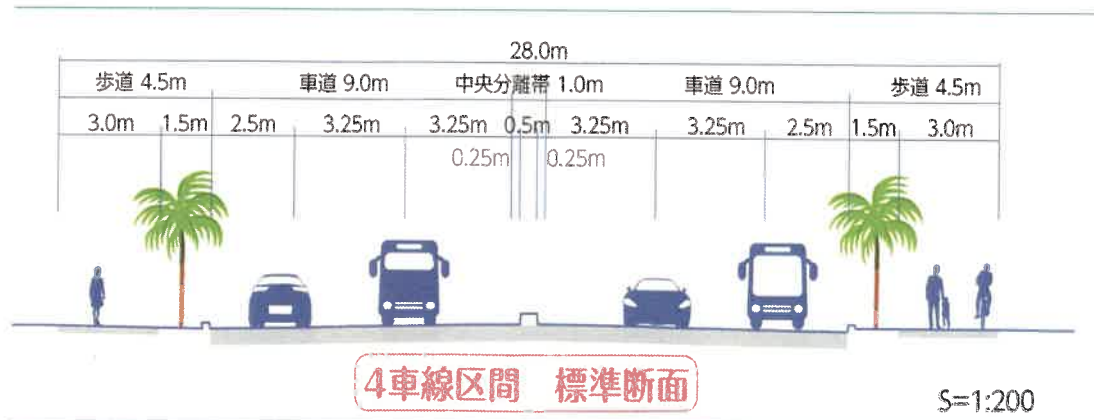 28.0m
歩道 4.5m 車道 9.0m 中央分離帯 1.0m 車道 9.0m 歩道 4.5m
3.0m 1.5m 2.5m 3.25m 3.25m 0.5m 3.25m 3.25m 2.5m 1.5m 3.0m
0.25m 0.25m
4車線区間 標準断面
S=1:200